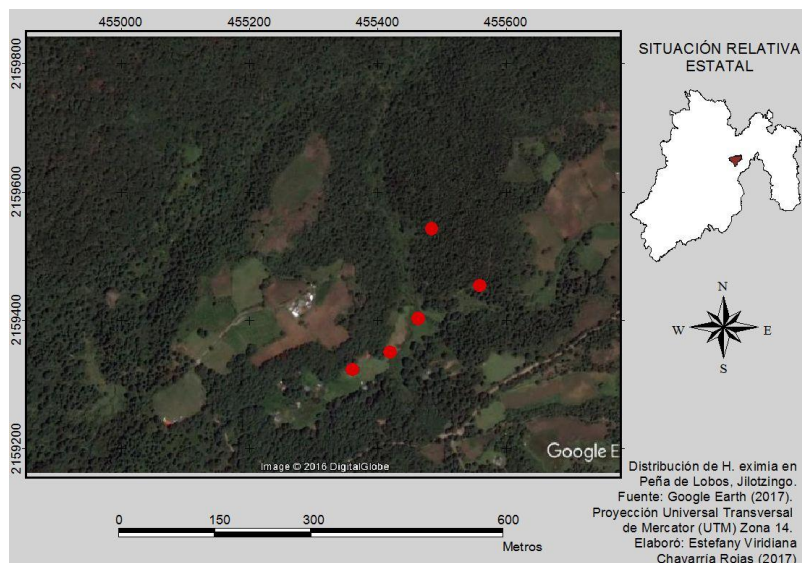 455000 455200 455400 455600
2159800
2159600
2159400
2159200
Google E
Image © 2016 DigitalGlobe
0 150 300 600
Metros
SITUACIÓN RELATIVA
ESTATAL
N
W E
S
Distribución de H. eximia en
Peña de Lobos, Jilotzingo.
Fuente: Google Earth (2017).
Proyección Universal Transversal
de Mercator (UTM) Zona 14.
Elaboró: Estefany Viridiana
Chavarría Rojas (2017)